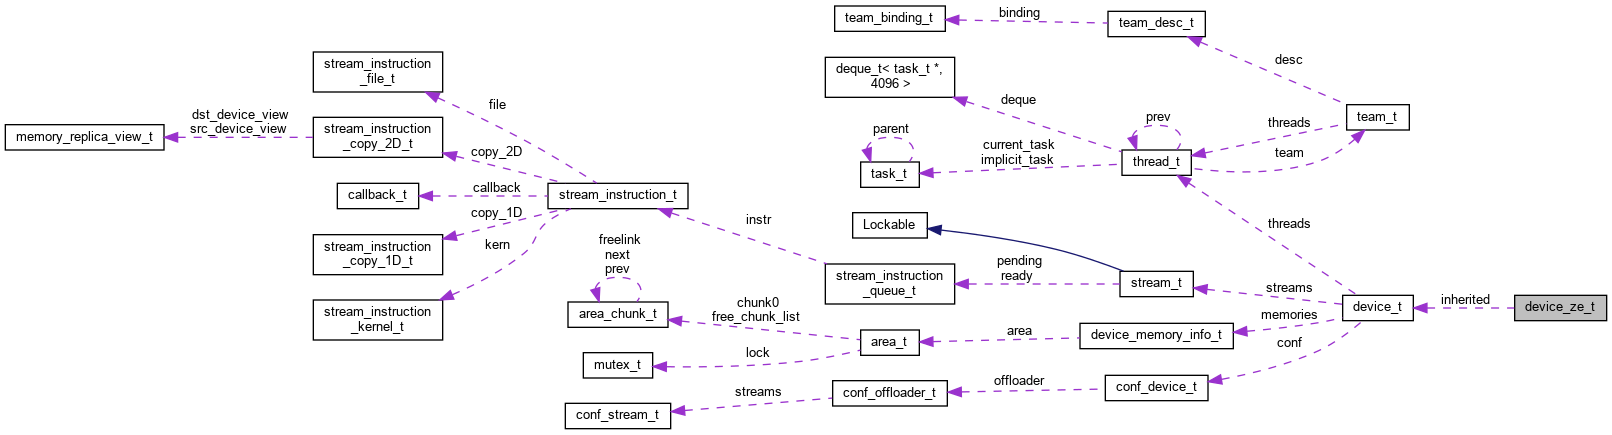 team_binding_t
binding
team_desc_t
desc
stream_instruction
_file_t
deque_t< task_t *,
4096 >
file
deque
dst_device_view
src_device_view
memory_replica_view_t
stream_instruction
_copy_2D_t
copy_2D
parent
task_t
current_task
implicit_task
prev
thread_t
threads
team
team_t
callback_t
callback
stream_instruction_t
copy_1D
stream_instruction
_copy_1D_t
kern
instr
Lockable
threads
freelink
next
prev
area_chunk_t
stream_instruction
_queue_t
pending
ready
stream_t
streams
device_t
inherited
device_ze_t
stream_instruction
_kernel_t
chunk0
free_chunk_list
memories
area_t
area
device_memory_info_t
mutex_t
lock
conf
conf_stream_t
streams
conf_offloader_t
offloader
conf_device_t